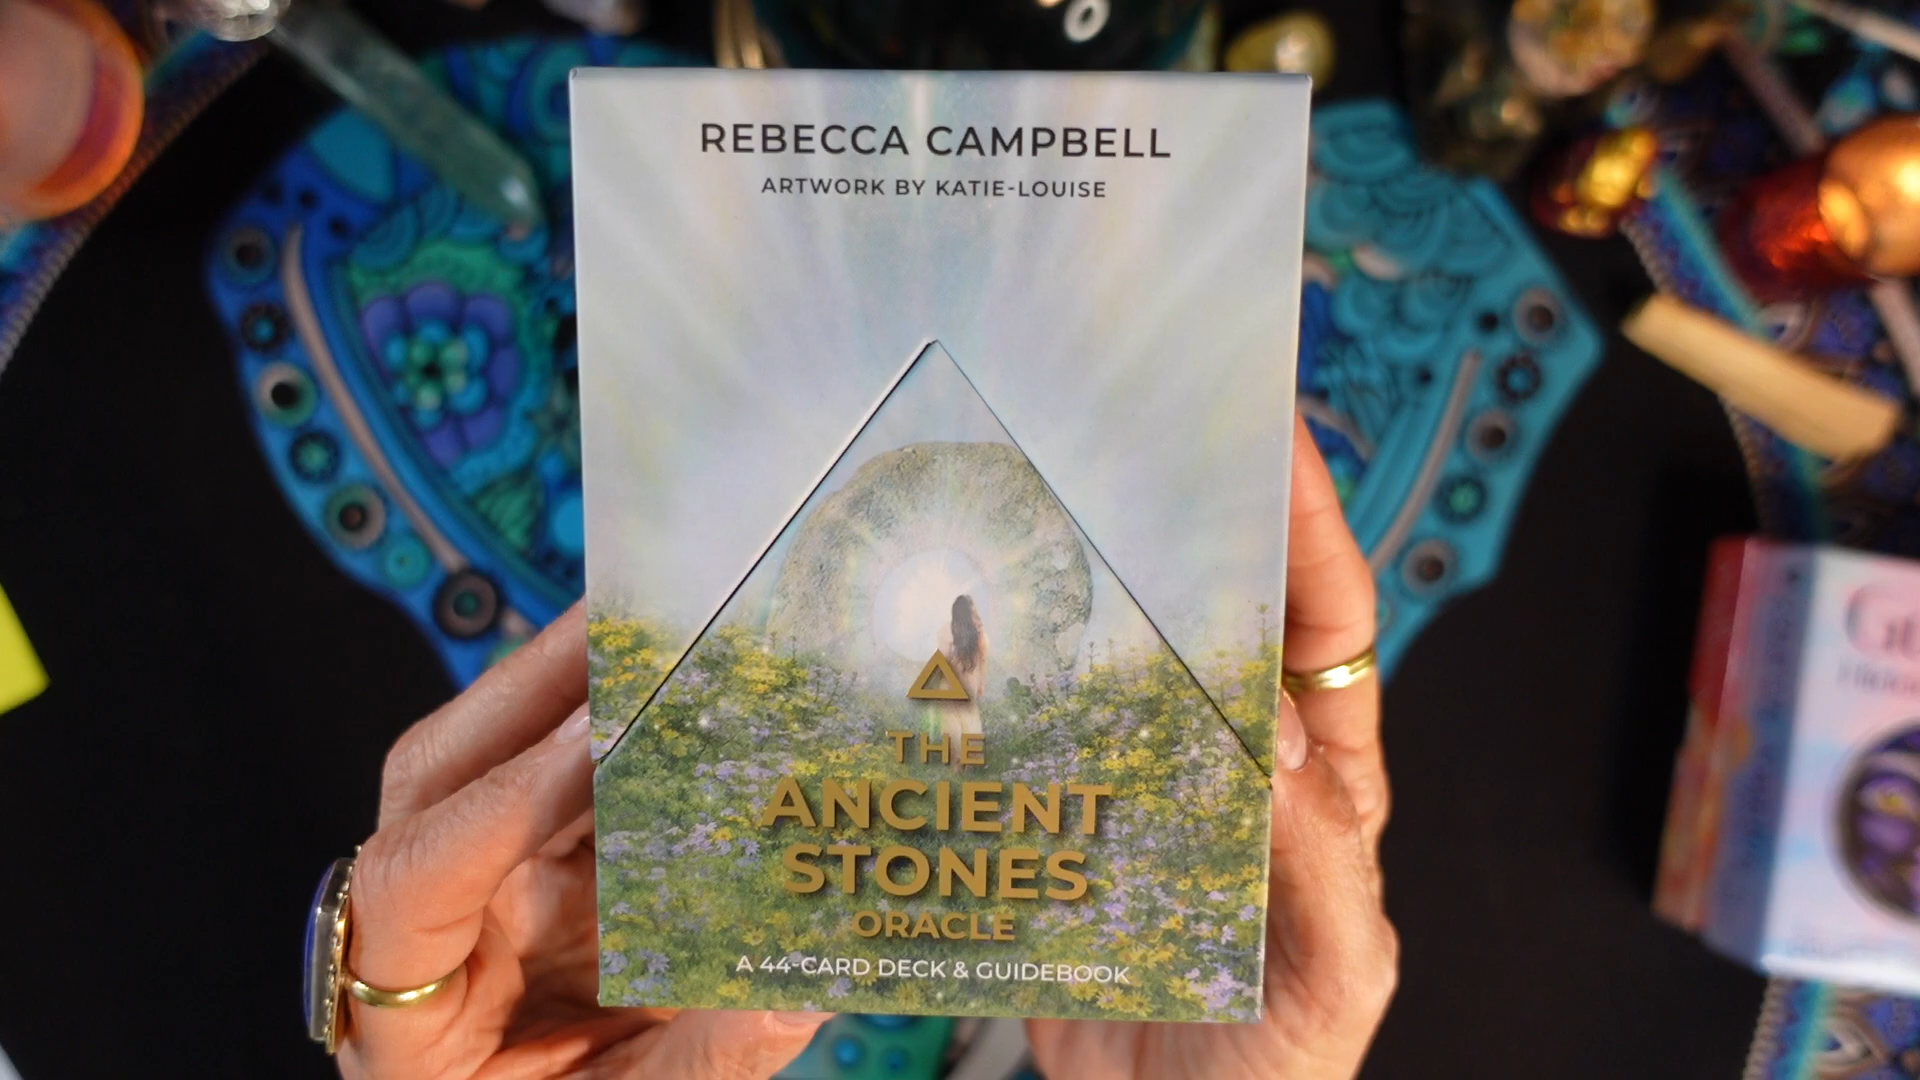 REBECCA CAMPBELL
ARTWORK BY KATIE-LOUISE
THE
ANCIENT
STONES
ORACLE
A 44-CARD DECK & GUIDEBOOK